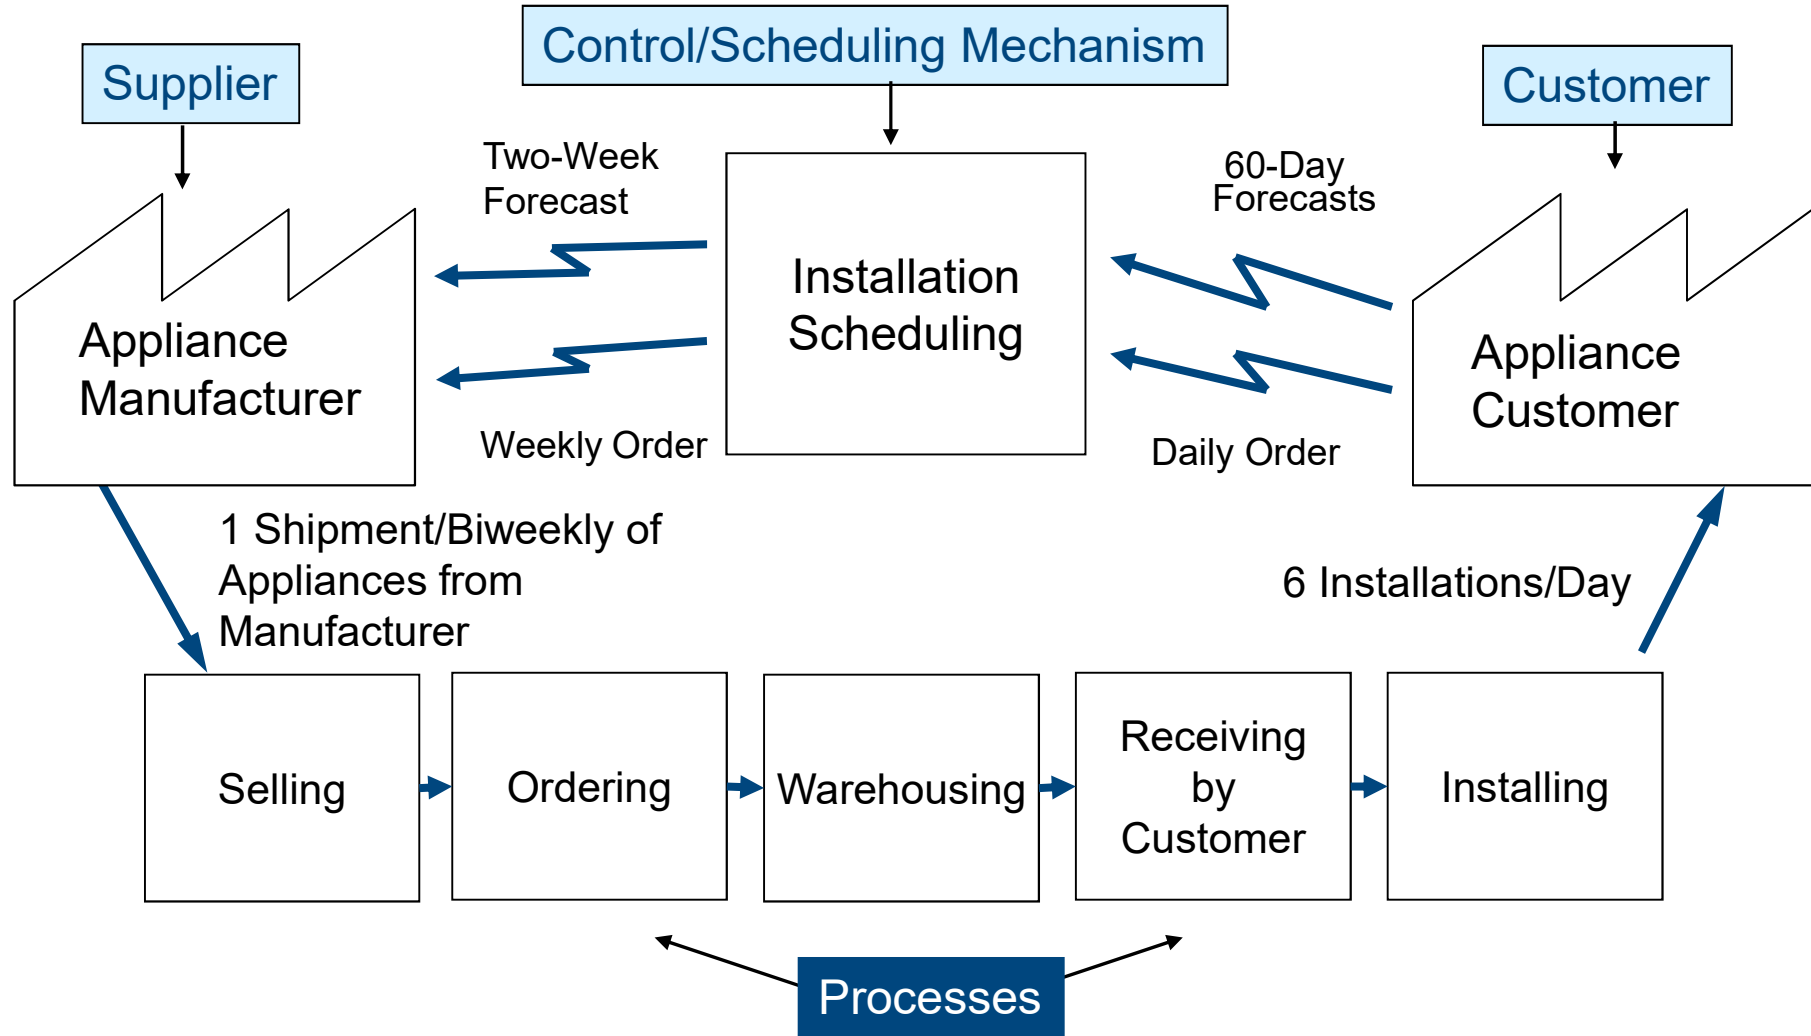 Supplier
Control/Scheduling Mechanism
Customer
Two-Week
Forecast
60-Day
Forecasts
Appliance
Manufacturer
Installation
Scheduling
Appliance
Customer
Weekly Order
Daily Order
1 Shipment/Biweekly of
Appliances from
Manufacturer
6 Installations/Day
Selling
Ordering
Warehousing
Receiving
by
Customer
Installing
Processes